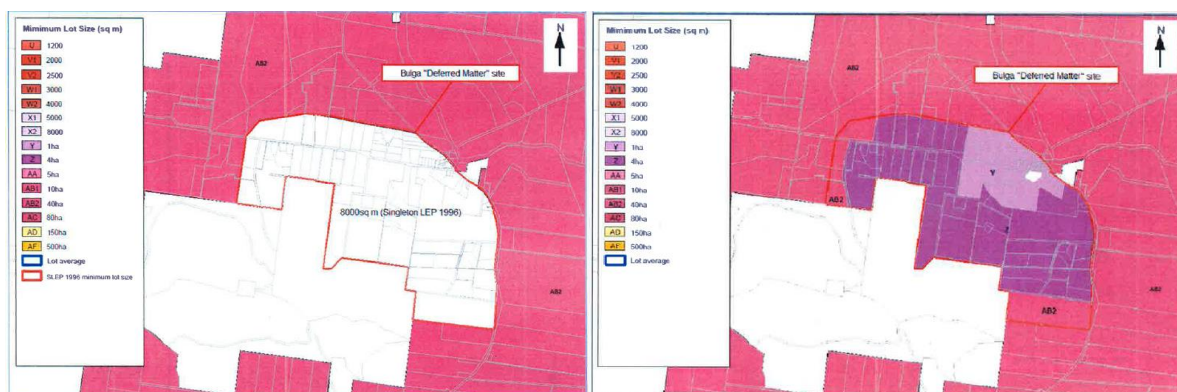 Mimimum Lot Size (sq m)
U 1200
V1 2000
V2 2500
W1 3000
W2 4000
X1 5000
X2 8000
Y 1ha
Z 4ha
AA 5ha
AB1 10ha
AB2 40ha
AC 80ha
AD 150ha
AE 500ha
Lot average
SLEP 1996 minimum lot size
AB2
Bulga "Deferred Matter" site
N
8000sq m (Singleton LEP 1996)
AB2
Mimimum Lot Size (sq m)
U 1200
V1 2000
V2 2500
W1 3000
W2 4000
X1 5000
X2 8000
Y 1ha
Z 4ha
AA 5ha
AB1 10ha
AB2 40ha
AC 80ha
AD 150ha
AE 500ha
Lot average
AB2
Bulga "Deferred Matter" site
N
Y
AB2
Z
AB2
AB2